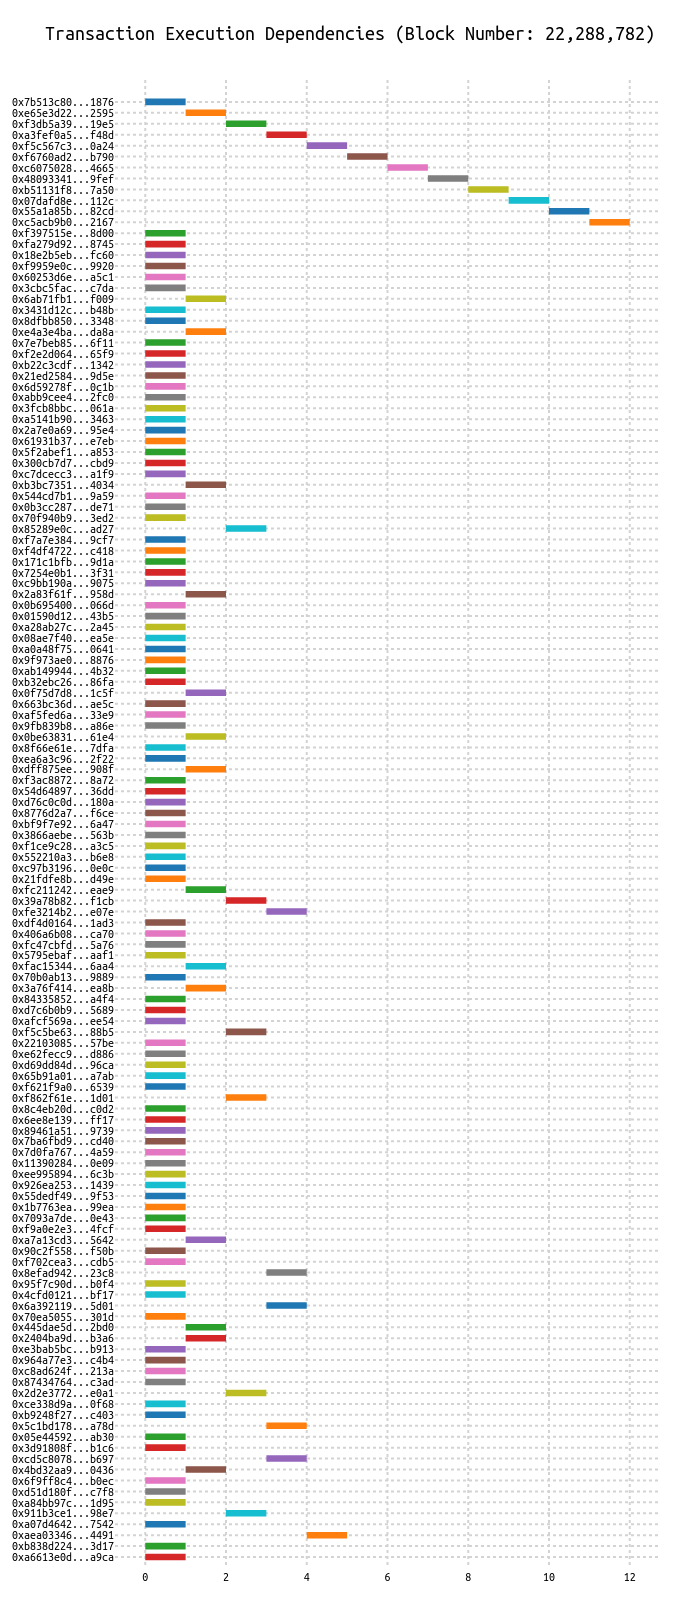 Transaction Execution Dependencies (Block Number: 22,288,782)
0x7b513c80...1876
0xe65e3d22...2595
0xf3db5a39...19e5
0xa3fef0a5...f48d
0xf5c567c3...0a24
0xf6760ad2...b790
0xc6075028...4665
0x48093341...9fef
0xb51131f8...7a50
0x07dafd8e...112c
0x55a1a85b...82cd
0xc5acb9b0...2167
0xf397515e...8d00
0xfa279d92...8745
0x18e2b5eb...fc60
0xf9959e0c...9920
0x60253d6e...a5c1
0x3cbc5fac...c7da
0x6ab71fb1...f009
0x3431d12c...b48b
0x8dfbb850...3348
0xe4a3e4ba...da8a
0x7e7beb85...6f11
0xf2e2d064...65f9
0xb22c3cdf...1342
0x21ed2584...9d5e
0x6d59278f...0c1b
0xabb9cee4...2fc0
0x3fcb8bbc...061a
0xa5141b90...3463
0x2a7e0a69...95e4
0x61931b37...e7eb
0x5f2abef1...a853
0x300cb7d7...cbd9
0xc7dcecc3...a1f9
0xb3bc7351...4034
0x544cd7b1...9a59
0x0b3cc287...de71
0x70f940b9...3ed2
0x85289e0c...ad27
0xf7a7e384...9cf7
0xf4df4722...c418
0x171c1bfb...9d1a
0x7254e0b1...3f31
0xc9bb190a...9075
0x2a83f61f...958d
0x0b695400...066d
0x01590d12...43b5
0xa28ab27c...2a45
0x08ae7f40...ea5e
0xa0a48f75...0641
0x9f973ae0...8876
0xab149944...4b32
0xb32ebc26...86fa
0x0f75d7d8...1c5f
0x663bc36d...ae5c
0xaf5fed6a...33e9
0x9fb839b8...a86e
0x0be63831...61e4
0x8f66e61e...7dfa
0xea6a3c96...2f22
0xdff875ee...908f
0xf3ac8872...8a72
0x54d64897...36dd
0xd76c0c0d...180a
0x8776d2a7...f6ce
0xbf9f7e92...6a47
0x3866aebe...563b
0xf1ce9c28...a3c5
0x552210a3...b6e8
0xc97b3196...0e0c
0x21fdfe8b...d49e
0xfc211242...eae9
0x39a78b82...f1cb
0xfe3214b2...e07e
0xdf4d0164...1ad3
0x406a6b08...ca70
0xfc47cbfd...5a76
0x5795ebaf...aaf1
0xfac15344...6aa4
0x70b0ab13...9889
0x3a76f414...ea8b
0x84335852...a4f4
0xd7c6b0b9...5689
0xafcf569a...ee54
0xf5c5be63...88b5
0x22103085...57be
0xe62fecc9...d886
0xd69dd84d...96ca
0x65b91a01...a7ab
0xf621f9a0...6539
0xf862f61e...1d01
0x8c4eb20d...c0d2
0x6ee8e139...ff17
0x89461a51...9739
0x7ba6fbd9...cd40
0x7d0fa767...4a59
0x11390284...0e09
0xee995894...6c3b
0x926ea253...1439
0x55dedf49...9f53
0x1b7763ea...99ea
0x7093a7de...0e43
0xf9a0e2e3...4fcf
0xa7a13cd3...5642
0x90c2f558...f50b
0xf702cea3...cdb5
0x8efad942...23c8
0x95f7c90d...b0f4
0x4cfd0121...bf17
0x6a392119...5d01
0x70ea5055...301d
0x445dae5d...2bd0
0x2404ba9d...b3a6
0xe3bab5bc...b913
0x964a77e3...c4b4
0xc8ad624f...213a
0x87434764...c3ad
0x2d2e3772...e0a1
0xce338d9a...0f68
0xb9248f27...c403
0x5c1bd178...a78d
0x05e44592...ab30
0x3d91808f...b1c6
0xcd5c8078...b697
0x4bd32aa9...0436
0x6f9ff8c4...b0ec
0xd51d180f...c7f8
0xa84bb97c...1d95
0x911b3ce1...98e7
0xa07d4642...7542
0xaea03346...4491
0xb838d224...3d17
0xa6613e0d...a9ca
0 2 4 6 8 10 12